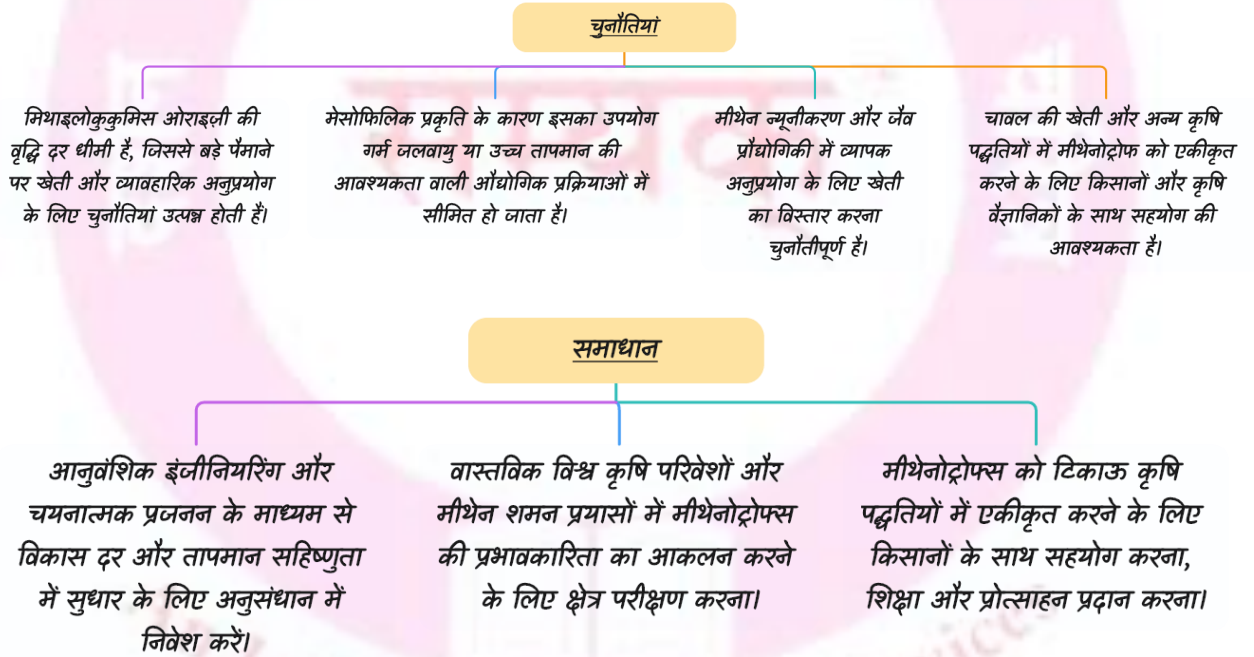 चुनौतियां
मिथाइलोकुकुमिस ओराइज़ी की
वृद्धि दर धीमी है, जिससे बड़े पैमाने
पर खेती और व्यावहारिक अनुप्रयोग
के लिए चुनौतियां उत्पन्न होती हैं।
मेसोफिलिक प्रकृति के कारण इसका उपयोग
गर्म जलवायु या उच्च तापमान की
आवश्यकता वाली औद्योगिक प्रक्रियाओं में
सीमित हो जाता है।
मीथेन न्यूनीकरण और जैव
प्रौद्योगिकी में व्यापक
अनुप्रयोग के लिए खेती
का विस्तार करना
चुनौतीपूर्ण है।
चावल की खेती और अन्य कृषि
पद्धतियों में मीथेनोट्रोफ को एकीकृत
करने के लिए किसानों और कृषि
वैज्ञानिकों के साथ सहयोग की
आवश्यकता है।
समाधान
आनुवंशिक इंजीनियरिंग और
चयनात्मक प्रजनन के माध्यम से
विकास दर और तापमान सहिष्णुता
में सुधार के लिए अनुसंधान में
निवेश करें।
वास्तविक विश्व कृषि परिवेशों और
मीथेन शमन प्रयासों में मीथेनोट्रोफ्स
की प्रभावकारिता का आकलन करने
के लिए क्षेत्र परीक्षण करना।
मीथेनोट्रोफ्स को टिकाऊ कृषि
पद्धतियों में एकीकृत करने के लिए
किसानों के साथ सहयोग करना,
शिक्षा और प्रोत्साहन प्रदान करना।